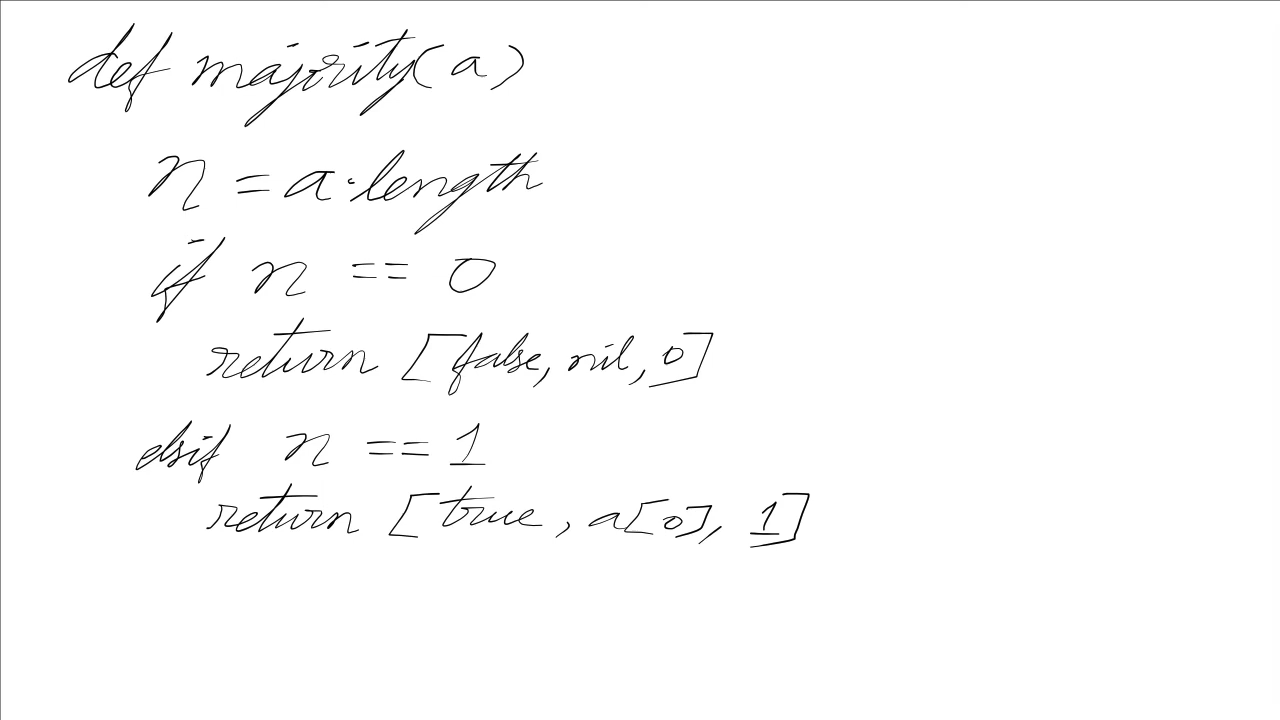 def majority(a)
n = a.length
if n == 0
return [false, nil, 0]
elsif n == 1
return [true, a[0], 1]